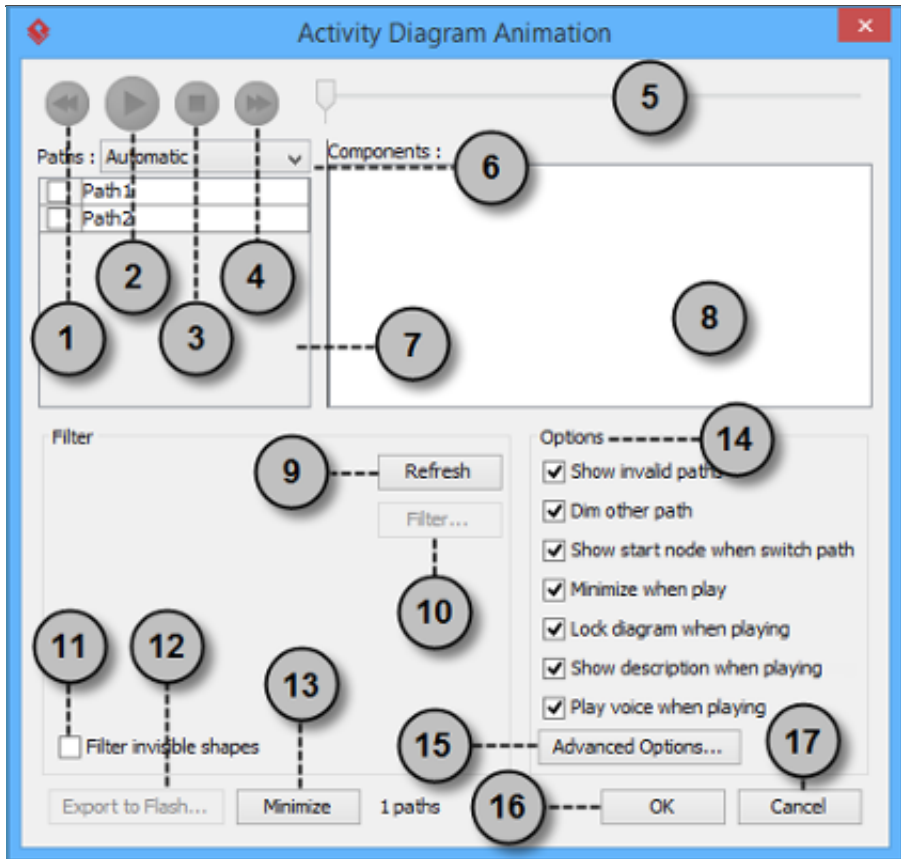 Activity Diagram Animation
5
Paths : Automatic
Components :
6
Path1
Path2
2
4
1
3
7
8
Filter
Options
14
9
Refresh
Show invalid paths
Filter...
Dim other path
Show start node when switch path
10
Minimize when play
11
12
Lock diagram when playing
13
Show description when playing
Play voice when playing
Filter invisible shapes
15
Advanced Options...
17
Export to Flash...
Minimize
1 paths
16
OK
Cancel